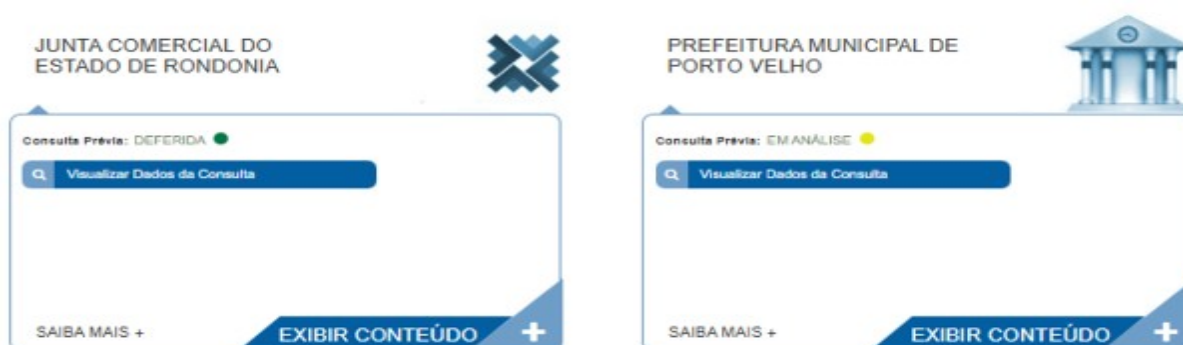 JUNTA COMERCIAL DO
ESTADO DE RONDONIA
Consulta Prévia: DEFERIDA
Visualizar Dados da Consulta
SAIBA MAIS +
EXIBIR CONTEÚDO +
PREFEITURA MUNICIPAL DE
PORTO VELHO
Consulta Prévia: EM ANÁLISE
Visualizar Dados da Consulta
SAIBA MAIS +
EXIBIR CONTEÚDO +